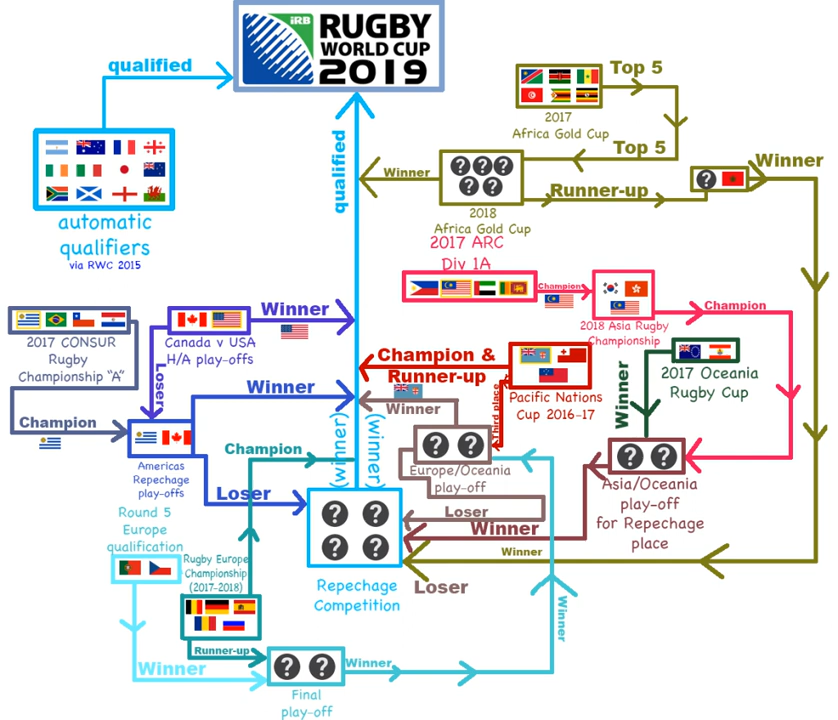 iRB
RUGBY
WORLD CUP
2019
qualified
automatic
qualifiers
via RWC 2015
qualified
Top 5
2017
Africa Gold Cup
Top 5
Winner
? ? ?
? ?
Runner-up
?
Winner
2018
Africa Gold Cup
2017 ARC
Div 1A
Champion
2018 Asia Rugby
Championship
Champion
2017 CONSUR
Rugby
Championship "A"
Champion
Canada v USA
H/A play-offs
Winner
Losers
Winner
Americas
Repechage
play-offs
Loser
Champion &
Runner-up
Pacific Nations
Cup 2016-17
Third place
Winner
2017 Oceania
Rugby Cup
Winner
? ?
Europe/Oceania
play-off
? ?
Asia/Oceania
play-off
for Repechage
place
Champion
(winner)
(winner)
Loser
Winner
Winner
Loser
? ?
? ?
Repechage
Competition
Round 5
Europe
qualification
Rugby Europe
Championship
(2017-2018)
Runner-up
Winner
? ?
Final
play-off
Winner
Winner